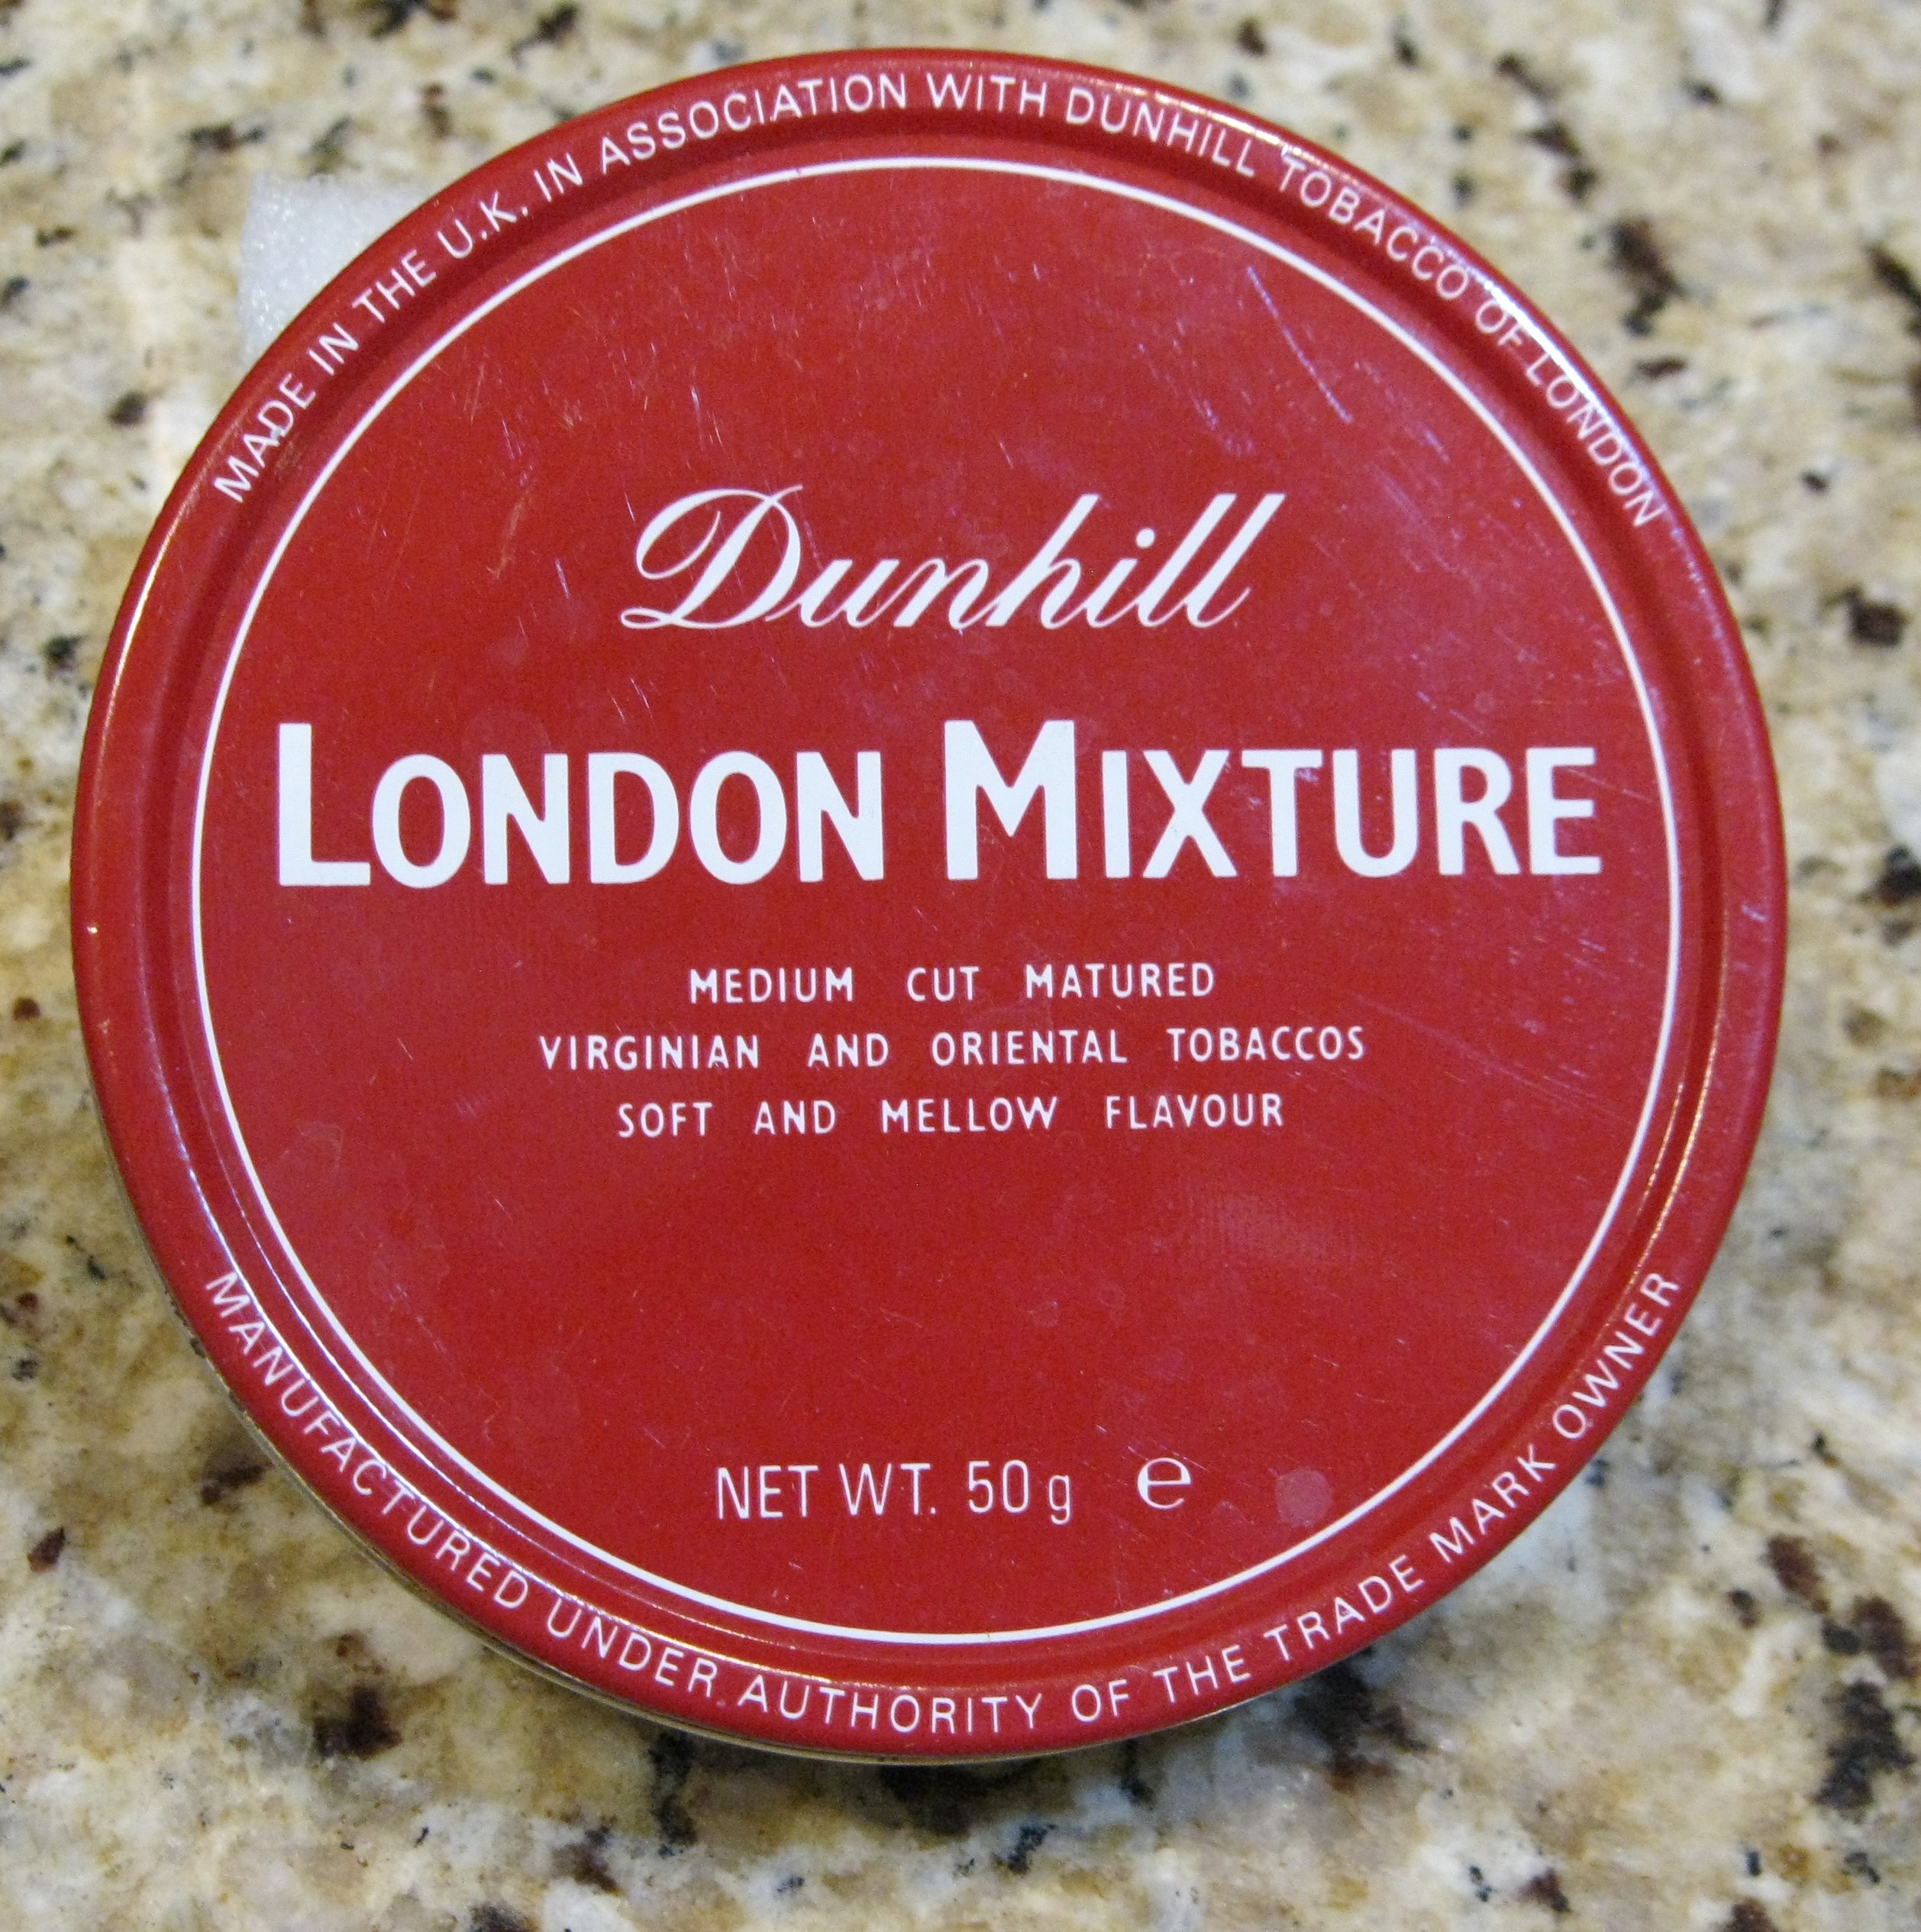 MADE IN THE U.K. IN ASSOCIATION WITH DUNHILL TOBACCO OF LONDON
Dunhill
LONDON MIXTURE
MEDIUM CUT MATURED
VIRGINIAN AND ORIENTAL TOBACCOS
SOFT AND MELLOW FLAVOUR
NET WT. 50g ℮
MANUFACTURED UNDER AUTHORITY OF THE TRADE MARK OWNER